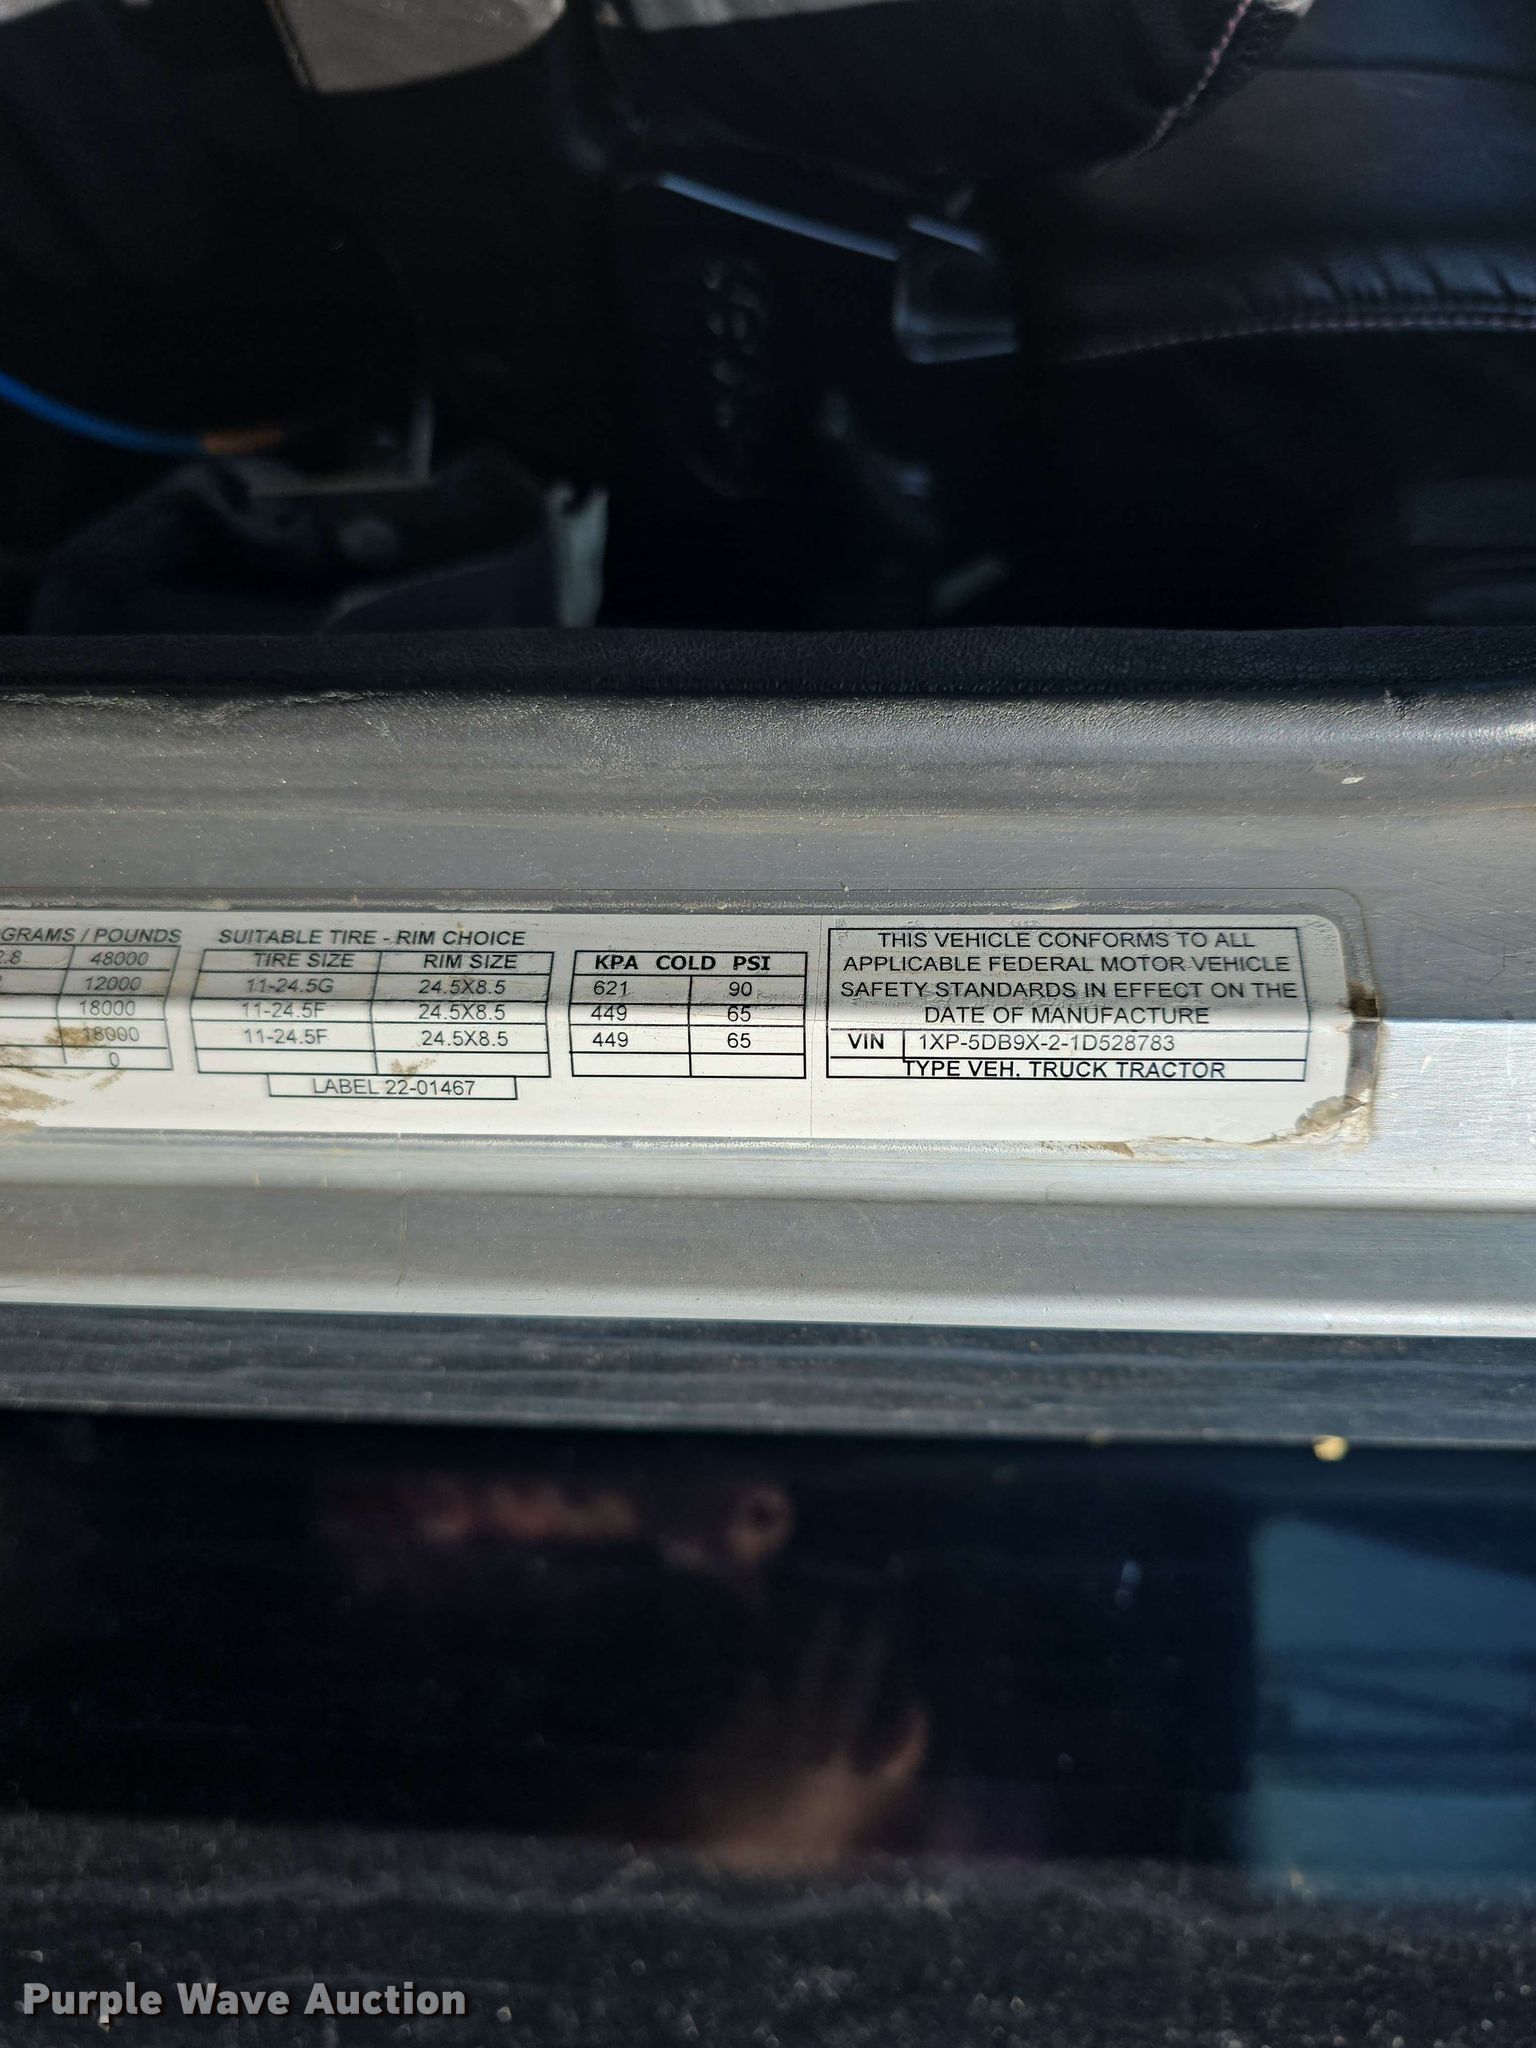 GRAMS / POUNDS
2.8 48000
12000
18000
18000
0
SUITABLE TIRE - RIM CHOICE
TIRE SIZE RIM SIZE
11-24.5G 24.5X8.5
11-24.5F 24.5X8.5
11-24.5F 24.5X8.5
LABEL 22-01467
KPA COLD PSI
621 90
449 65
449 65
THIS VEHICLE CONFORMS TO ALL
APPLICABLE FEDERAL MOTOR VEHICLE
SAFETY STANDARDS IN EFFECT ON THE
DATE OF MANUFACTURE
VIN 1XP-5DB9X-2-1D528783
TYPE VEH. TRUCK TRACTOR
Purple Wave Auction